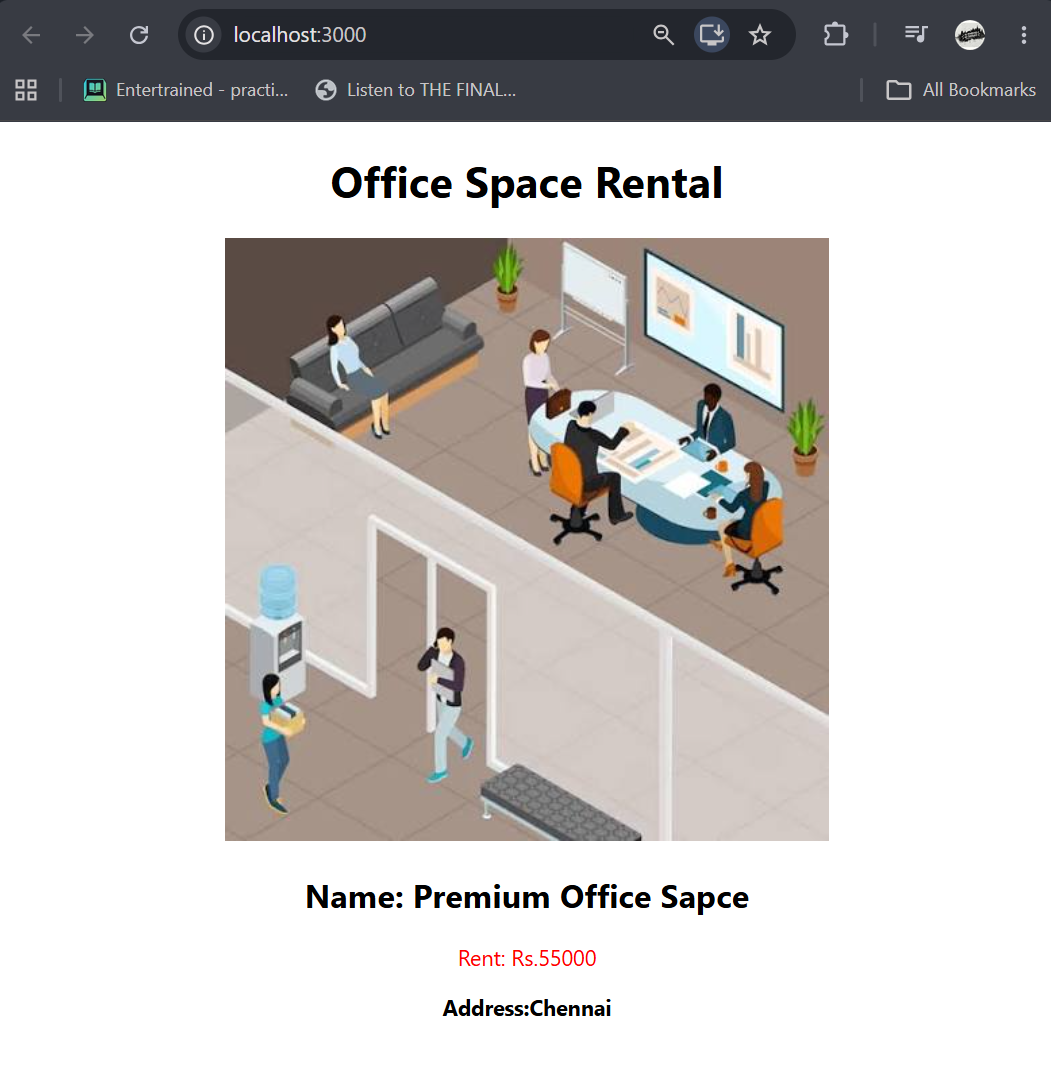 localhost:3000
Entertrained - practi...
Listen to THE FINAL...
All Bookmarks
Office Space Rental
Name: Premium Office Sapce
Rent: Rs.55000
Address:Chennai